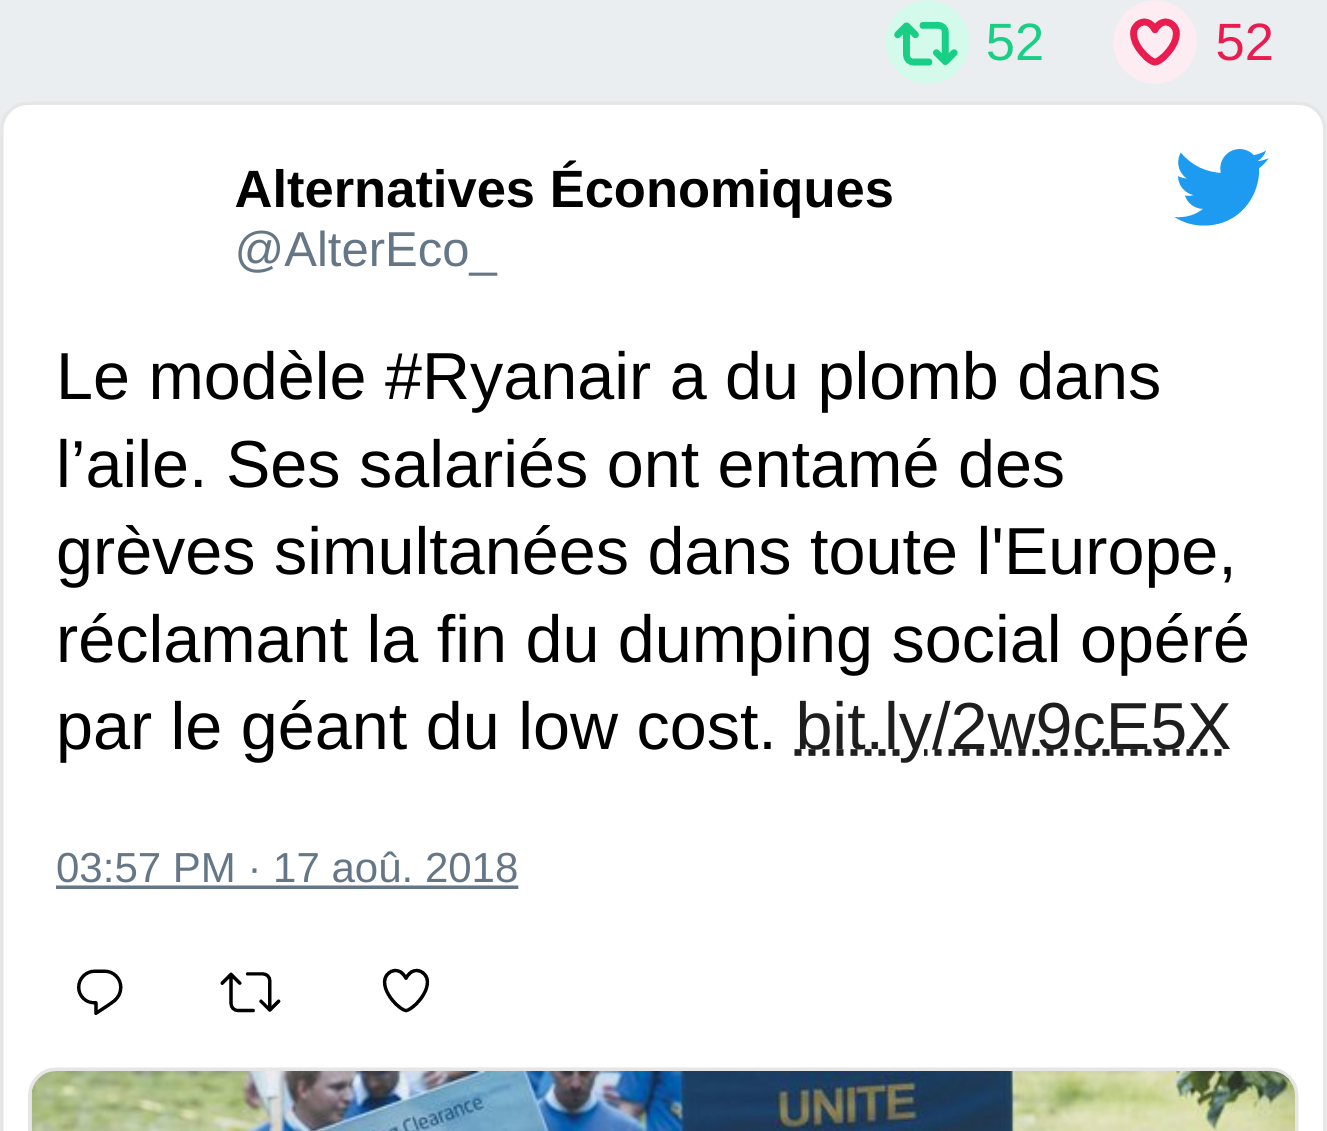 52 52
Alternatives Économiques
@AlterEco_
Le modèle #Ryanair a du plomb dans
l’aile. Ses salariés ont entamé des
grèves simultanées dans toute l'Europe,
réclamant la fin du dumping social opéré
par le géant du low cost. bit.ly/2w9cE5X
03:57 PM · 17 aoû. 2018
Clearance
UNITE